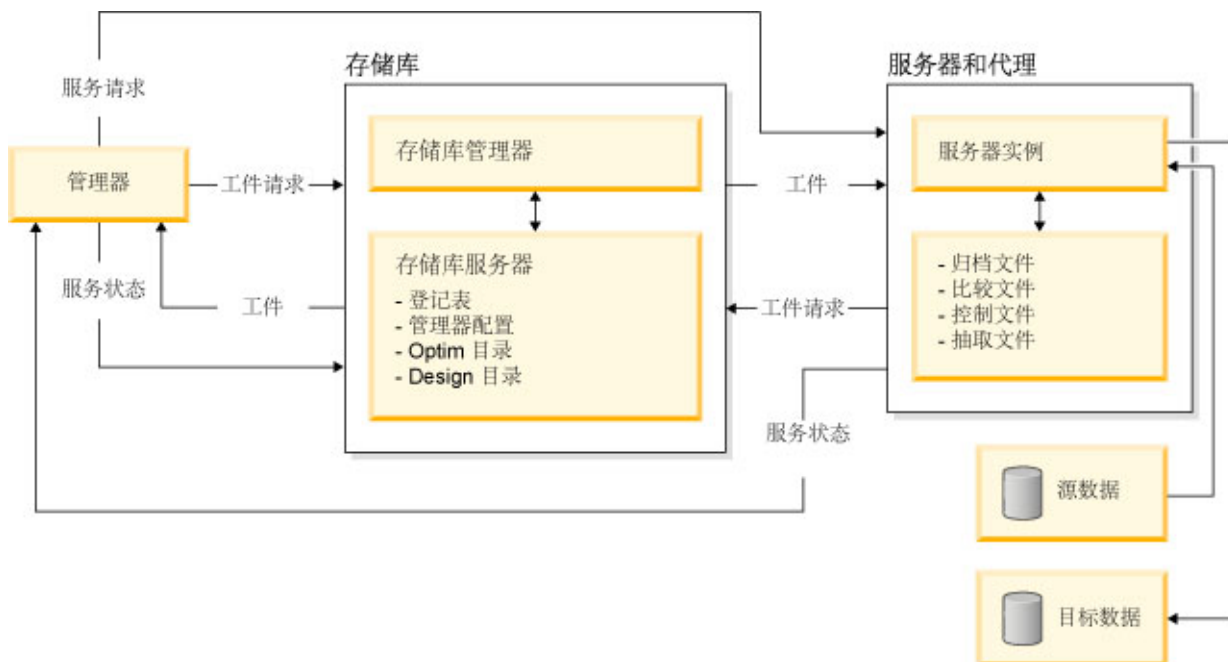 存储库
服务器和代理
服务请求
存储库管理器
服务器实例
管理器
工件请求
工件
存储库服务器
- 登记表
- 管理器配置
- Optim 目录
- Design 目录
- 归档文件
- 比较文件
- 控制文件
- 抽取文件
服务状态
工件
工件请求
服务状态
源数据
目标数据